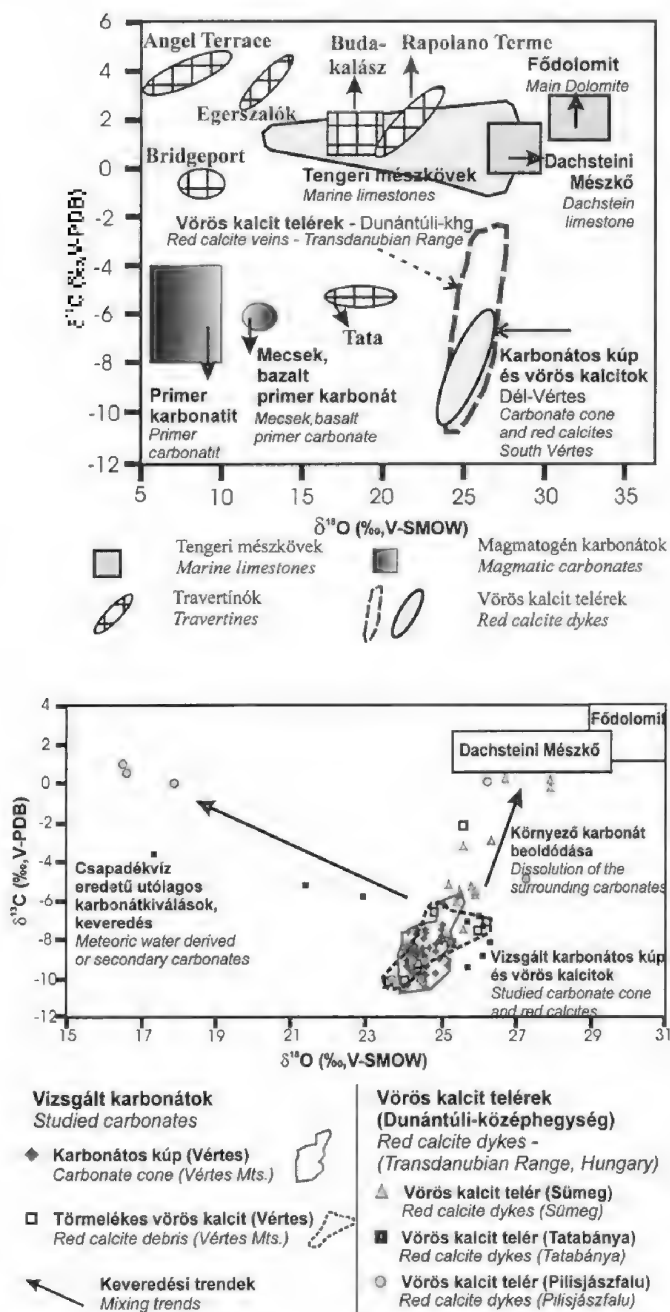 6
4
2
0
-2
-4
-6
-8
-10
-12
δ¹³C (‰,V-PDB)
Angel Terrace
Egerszalók
Bridgeport
Buda-
kalász
Rapolano Terme
Fődolomit
Main Dolomite
Tengeri mészkövek
Marine limestones
Dachsteini
Mészkő
Dachstein
limestone
Vörös kalcit telérek - Dunántúli-khg
Red calcite veins - Transdanubian Range
Tata
Primer
karbonatit
Primer
carbonatit
Mecsek,
bazalt
primer karbonát
Mecsek,basalt
primer carbonate
Karbonátos kúp
és vörös kalcitok
Dél-Vértes
Carbonate cone
and red calcites
South Vértes
5 10 15 20 25 30 35
δ¹⁸O (‰,V-SMOW)
Tengeri mészkövek
Marine limestones
Magmatogén karbonátok
Magmatic carbonates
Travertínók
Travertines
Vörös kalcit telérek
Red calcite dykes
4
2
0
-2
-4
-6
-8
-10
-12
δ¹³C (‰,V-PDB)
Fődolomit
Dachsteini Mészkő
Csapadékvíz
eredetű utólagos
karbonátkiválások,
keveredés
Meteoric water derived
or secondary carbonates
Környező karbonát
beoldódása
Dissolution of the
surrounding carbonates
Vizsgált karbonátos kúp
és vörös kalcitok
Studied carbonate cone
and red calcites
15 17 19 21 23 25 27 29 31
δ¹⁸O (‰,V-SMOW)
Vizsgált karbonátok
Studied carbonates
Karbonátos kúp (Vértes)
Carbonate cone (Vértes Mts.)
Törmelékes vörös kalcit (Vértes)
Red calcite debris (Vértes Mts.)
Keveredési trendek
Mixing trends
Vörös kalcit telérek
(Dunántúli-középhegység)
Red calcite dykes -
(Transdanubian Range, Hungary)
Vörös kalcit telér (Sümeg)
Red calcite dykes (Sümeg)
Vörös kalcit telér (Tatabánya)
Red calcite dykes (Tatabánya)
Vörös kalcit telér (Pilisjászfalu)
Red calcite dykes (Pilisjászfalu)